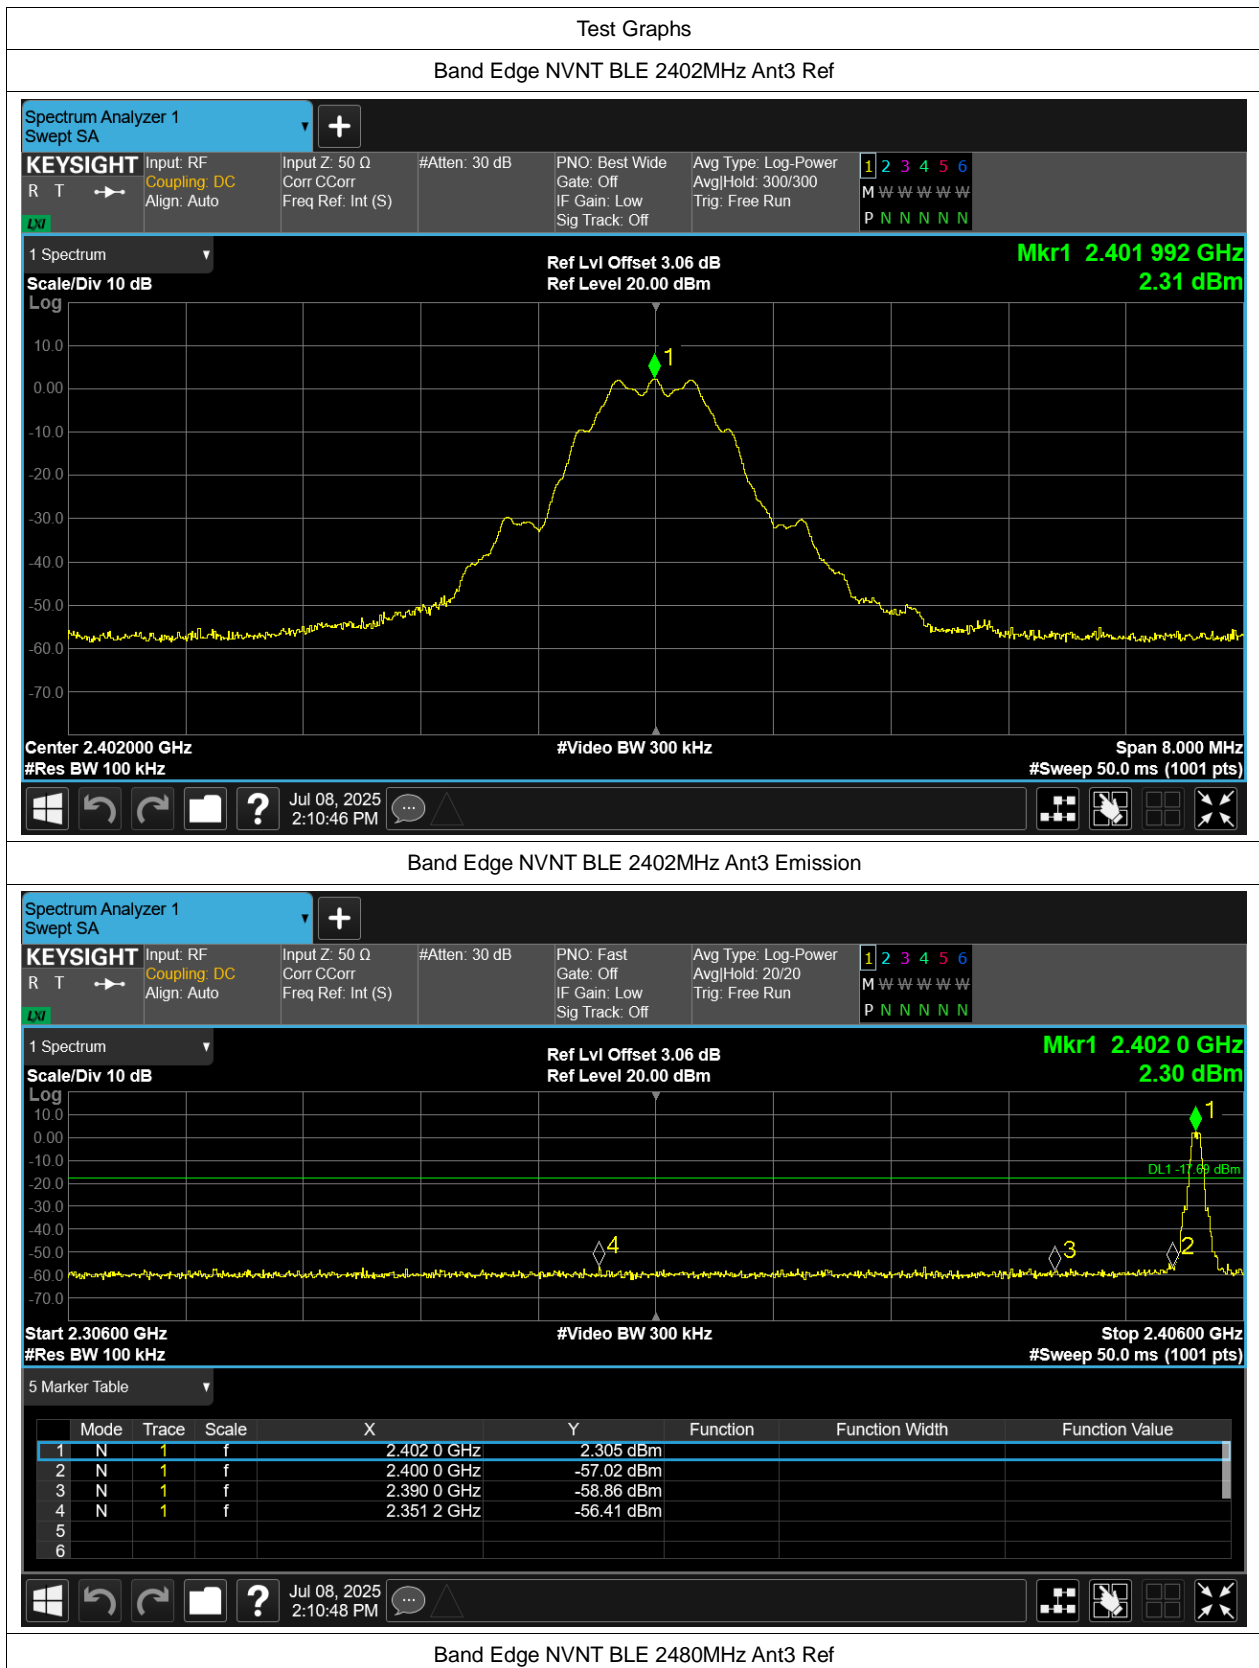 Test Graphs
Band Edge NVNT BLE 2402MHz Ant3 Ref
Spectrum Analyzer 1
Swept SA
KEYSIGHT Input: RF Input Z: 50 Ω #Atten: 30 dB PNO: Best Wide Avg Type: Log-Power 1 2 3 4 5 6
R T Coupling: DC Corr CCorr Gate: Off Avg|Hold: 300/300 M W W W W W
Align: Auto Freq Ref: Int (S) IF Gain: Low Trig: Free Run
LXI Sig Track: Off P N N N N N
1 Spectrum Ref Lvl Offset 3.06 dB Mkr1 2.401 992 GHz
Scale/Div 10 dB Ref Level 20.00 dBm 2.31 dBm
Log
10.0
1
0.00
-10.0
-20.0
-30.0
-40.0
-50.0
-60.0
-70.0
Center 2.402000 GHz #Video BW 300 kHz Span 8.000 MHz
#Res BW 100 kHz #Sweep 50.0 ms (1001 pts)
? Jul 08, 2025
2:10:46 PM
Band Edge NVNT BLE 2402MHz Ant3 Emission
Spectrum Analyzer 1
Swept SA
KEYSIGHT Input: RF Input Z: 50 Ω #Atten: 30 dB PNO: Fast Avg Type: Log-Power 1 2 3 4 5 6
R T Coupling: DC Corr CCorr Gate: Off Avg|Hold: 20/20 M W W W W W
Align: Auto Freq Ref: Int (S) IF Gain: Low Trig: Free Run
LXI Sig Track: Off P N N N N N
1 Spectrum Ref Lvl Offset 3.06 dB Mkr1 2.402 0 GHz
Scale/Div 10 dB Ref Level 20.00 dBm 2.30 dBm
Log
10.0 1
0.00
-10.0
DL1 -17.69 dBm
-20.0
-30.0
-40.0
-50.0 4 3 2
-60.0
-70.0
Start 2.30600 GHz #Video BW 300 kHz Stop 2.40600 GHz
#Res BW 100 kHz #Sweep 50.0 ms (1001 pts)
5 Marker Table
Mode Trace Scale X Y Function Function Width Function Value
1 N 1 f 2.402 0 GHz 2.305 dBm
2 N 1 f 2.400 0 GHz -57.02 dBm
3 N 1 f 2.390 0 GHz -58.86 dBm
4 N 1 f 2.351 2 GHz -56.41 dBm
5
6
? Jul 08, 2025
2:10:48 PM
Band Edge NVNT BLE 2480MHz Ant3 Ref